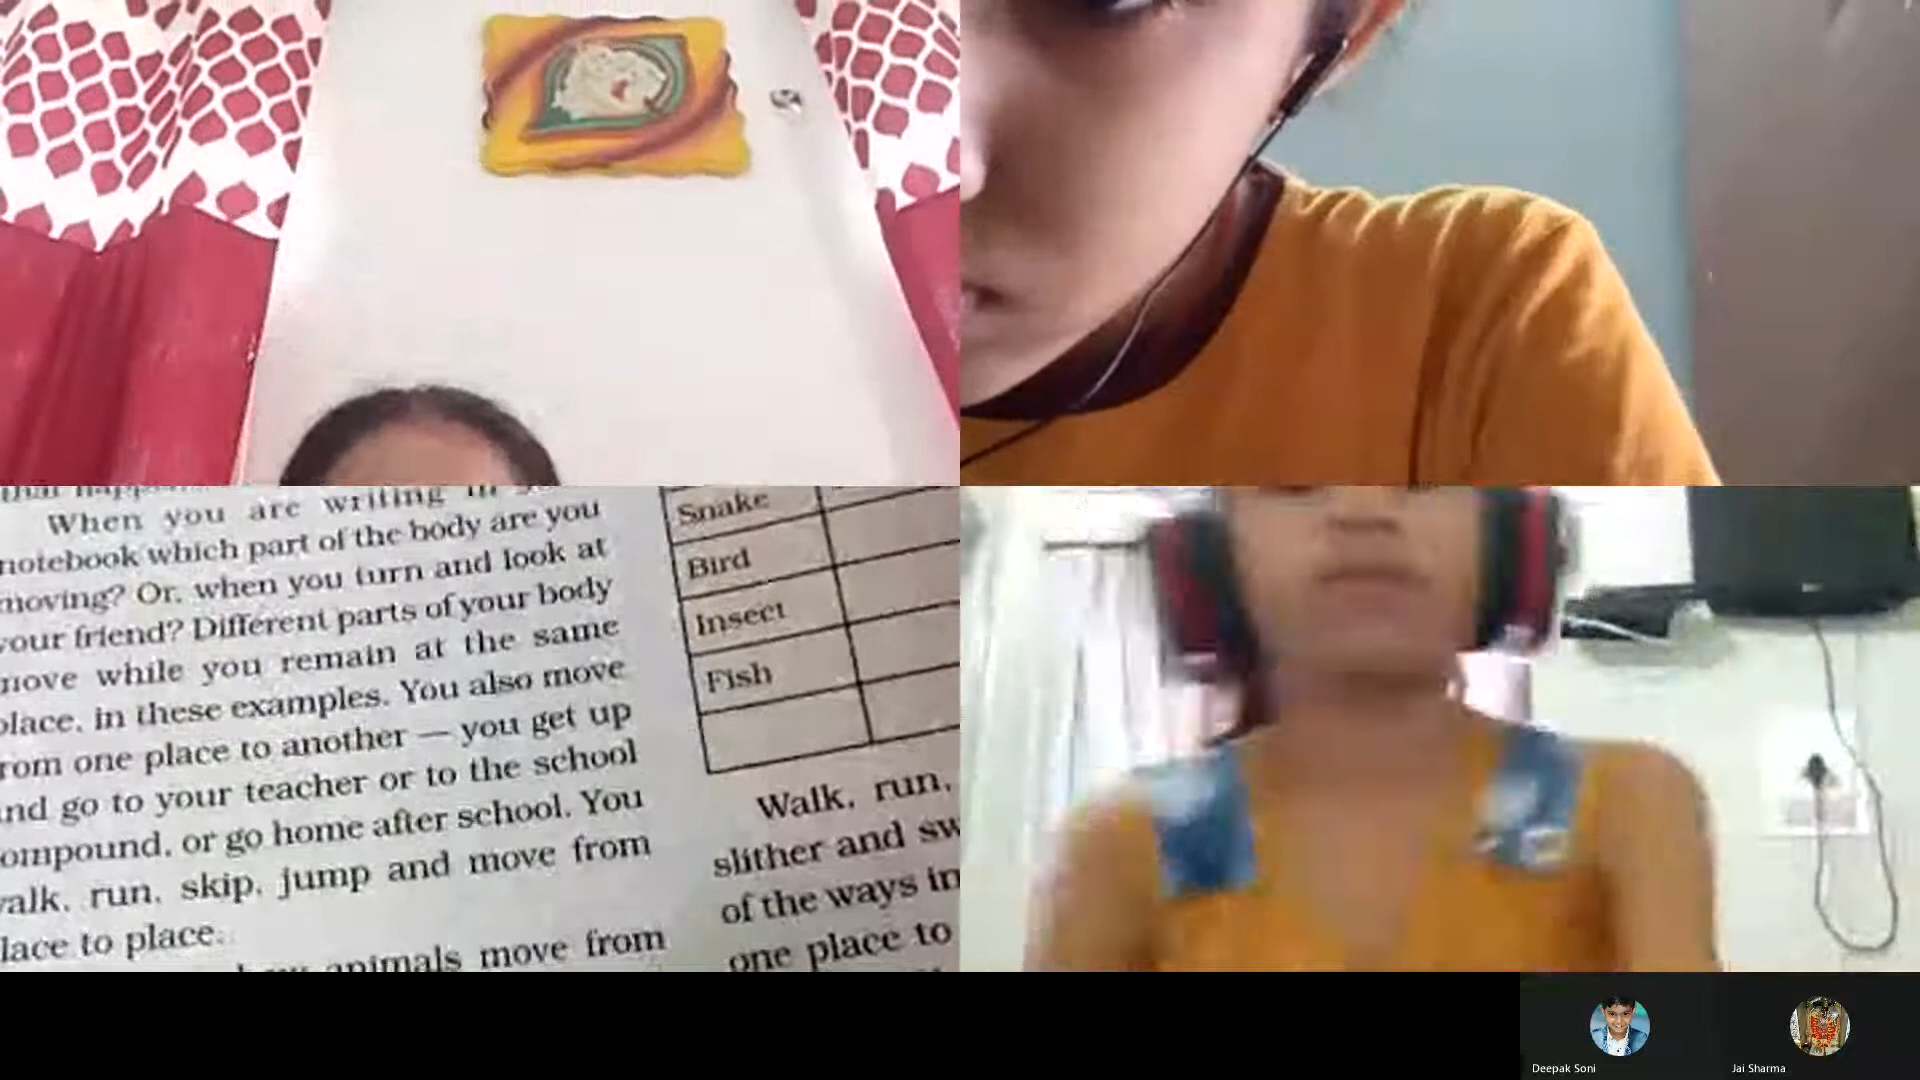 When you are writing in
notebook which part of the body are you
moving? Or, when you turn and look at
your friend? Different parts of your body
move while you remain at the same
place, in these examples. You also move
from one place to another — you get up
and go to your teacher or to the school
compound, or go home after school. You
walk, run, skip, jump and move from
place to place.
animals move from
Snake
Bird
Insect
Fish
Walk, run,
slither and
of the ways in
one place to
Deepak Soni
Jai Sharma